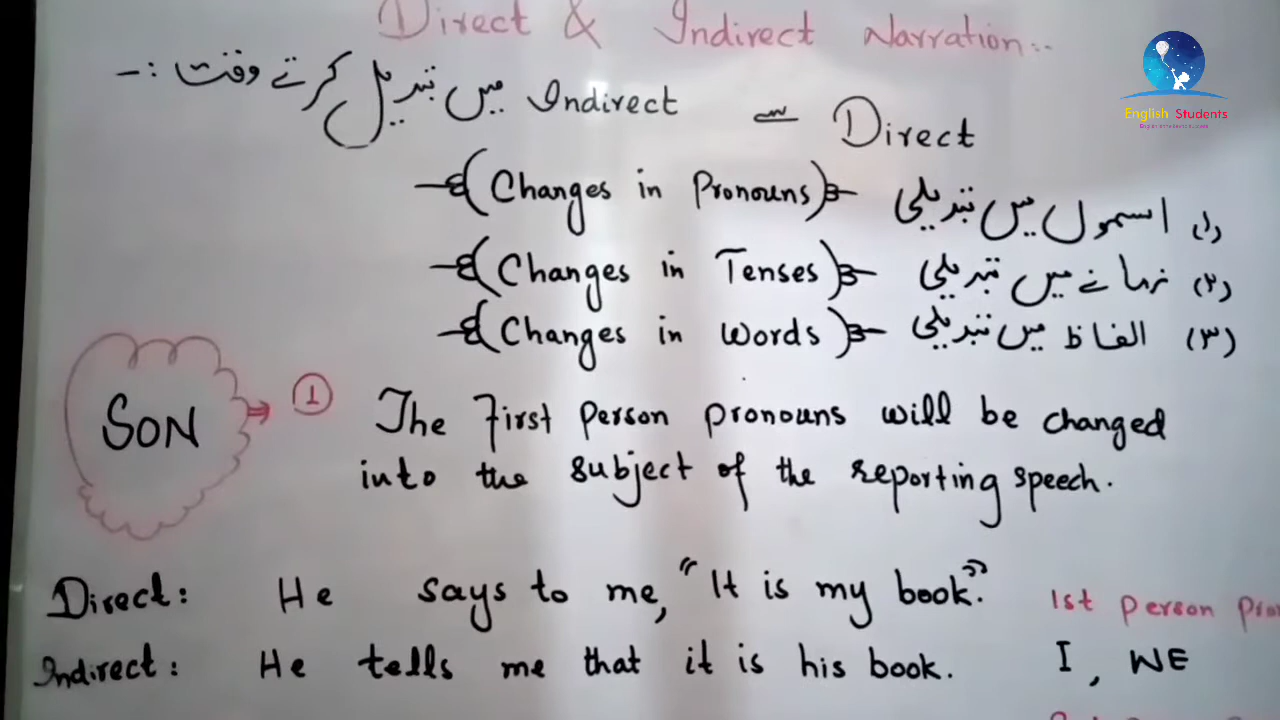 Direct & Indirect Narration:-
Direct سے Indirect میں تبدیل کرتے وقت :-
(۱) اسموں میں تبدیلی (Changes in Pronouns)
(۲) زمانے میں تبدیلی (Changes in Tenses)
(۳) الفاظ میں تبدیلی (Changes in Words)
SON
① The First person pronouns will be changed
into the subject of the reporting speech.
Direct: He says to me, "It is my book".
Indirect: He tells me that it is his book.
1st person
I, WE
English Students